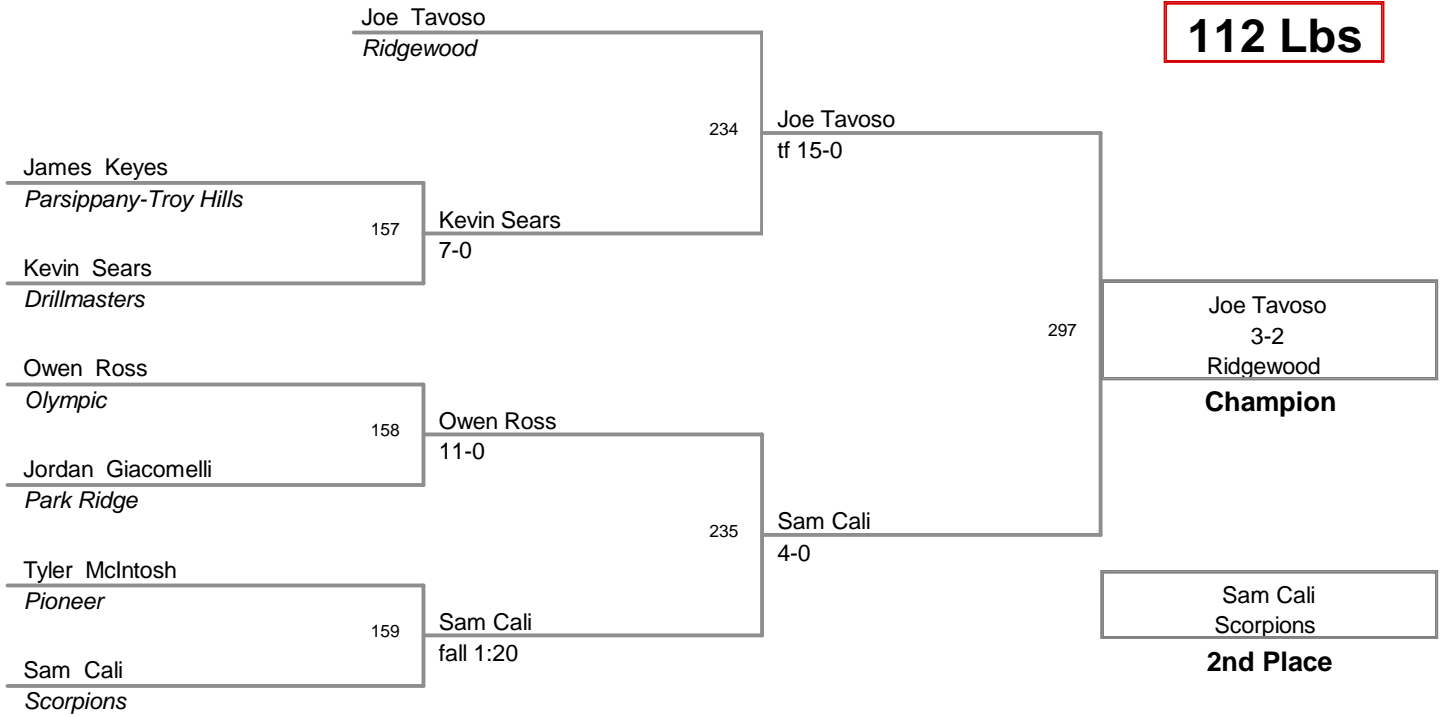 Joe Tavoso
Ridgewood
112 Lbs
234
Joe Tavoso
tf 15-0
James Keyes
Parsippany-Troy Hills
157
Kevin Sears
7-0
Kevin Sears
Drillmasters
297
Joe Tavoso
3-2
Ridgewood
Champion
Owen Ross
Olympic
158
Owen Ross
11-0
Jordan Giacomelli
Park Ridge
235
Sam Cali
4-0
Tyler McIntosh
Pioneer
159
Sam Cali
fall 1:20
Sam Cali
Scorpions
Sam Cali
Scorpions
2nd Place